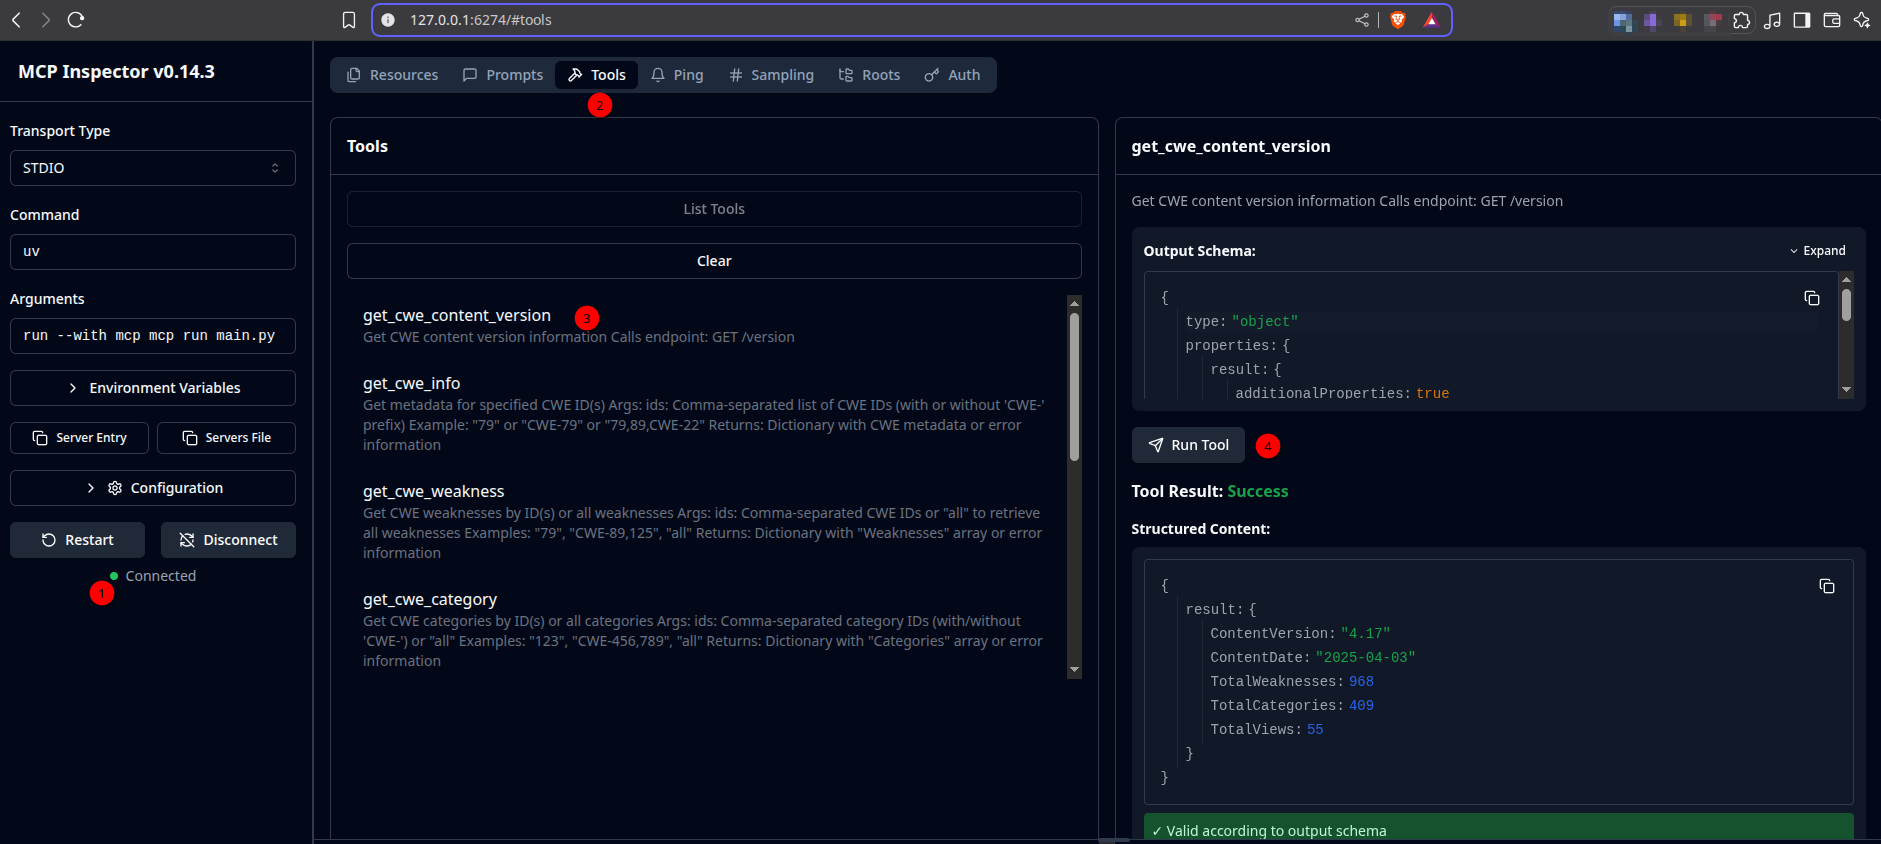 127.0.0.1:6274/#tools
MCP Inspector v0.14.3
Transport Type
STDIO
Command
uv
Arguments
run --with mcp mcp run main.py
Environment Variables
Server Entry
Servers File
Configuration
Restart
Disconnect
Connected
1
Resources
Prompts
Tools
Ping
Sampling
Roots
Auth
2
Tools
List Tools
Clear
get_cwe_content_version
3
Get CWE content version information Calls endpoint: GET /version
get_cwe_info
Get metadata for specified CWE ID(s) Args: ids: Comma-separated list of CWE IDs (with or without 'CWE-'
prefix) Example: "79" or "CWE-79" or "79,89,CWE-22" Returns: Dictionary with CWE metadata or error
information
get_cwe_weakness
Get CWE weaknesses by ID(s) or all weaknesses Args: ids: Comma-separated CWE IDs or "all" to retrieve
all weaknesses Examples: "79", "CWE-89,125", "all" Returns: Dictionary with "Weaknesses" array or error
information
get_cwe_category
Get CWE categories by ID(s) or all categories Args: ids: Comma-separated category IDs (with/without
'CWE-') or "all" Examples: "123", "CWE-456,789", "all" Returns: Dictionary with "Categories" array or error
information
get_cwe_content_version
Get CWE content version information Calls endpoint: GET /version
Output Schema:
Expand
{
type: "object"
properties: {
result: {
additionalProperties: true
Run Tool
4
Tool Result: Success
Structured Content:
{
result: {
ContentVersion: "4.17"
ContentDate: "2025-04-03"
TotalWeaknesses: 968
TotalCategories: 409
TotalViews: 55
}
}
✓ Valid according to output schema